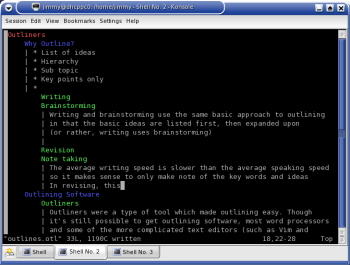 jimmy@dhcppc0: /home/jimmy - Shell No. 2 - Konsole
Session Edit View Bookmarks Settings Help
Outliners
Why Outline?
| * List of ideas
| * Hierarchy
| * Sub topic
| * Key points only
| *
Writing
Brainstorming
| Writing and brainstorming use the same basic approach to outlining
| in that the basic ideas are listed first, then expanded upon
| (or rather, writing uses brainstorming)
|
Revision
Note taking
| The average writing speed is slower than the average speaking speed
| so it makes sense to only make note of the key words and ideas
| In revising, this
Outlining Software
Outliners
| Outliners were a type of tool which made outlining easy. Though
| it's still possible to get outlining software, most word processors
| and some of the more complicated text editors (such as Vim and
"outlines.otl" 33L, 1190C written 18,22-28 Top
Shell Shell No. 2 Shell No. 3